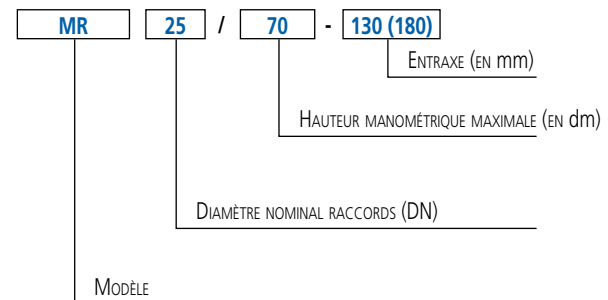 MR 25 / 70 - 130 (180)
Entraxe (en mm)
Hauteur manométrique maximale (en dm)
Diamètre nominal raccords (DN)
Modèle